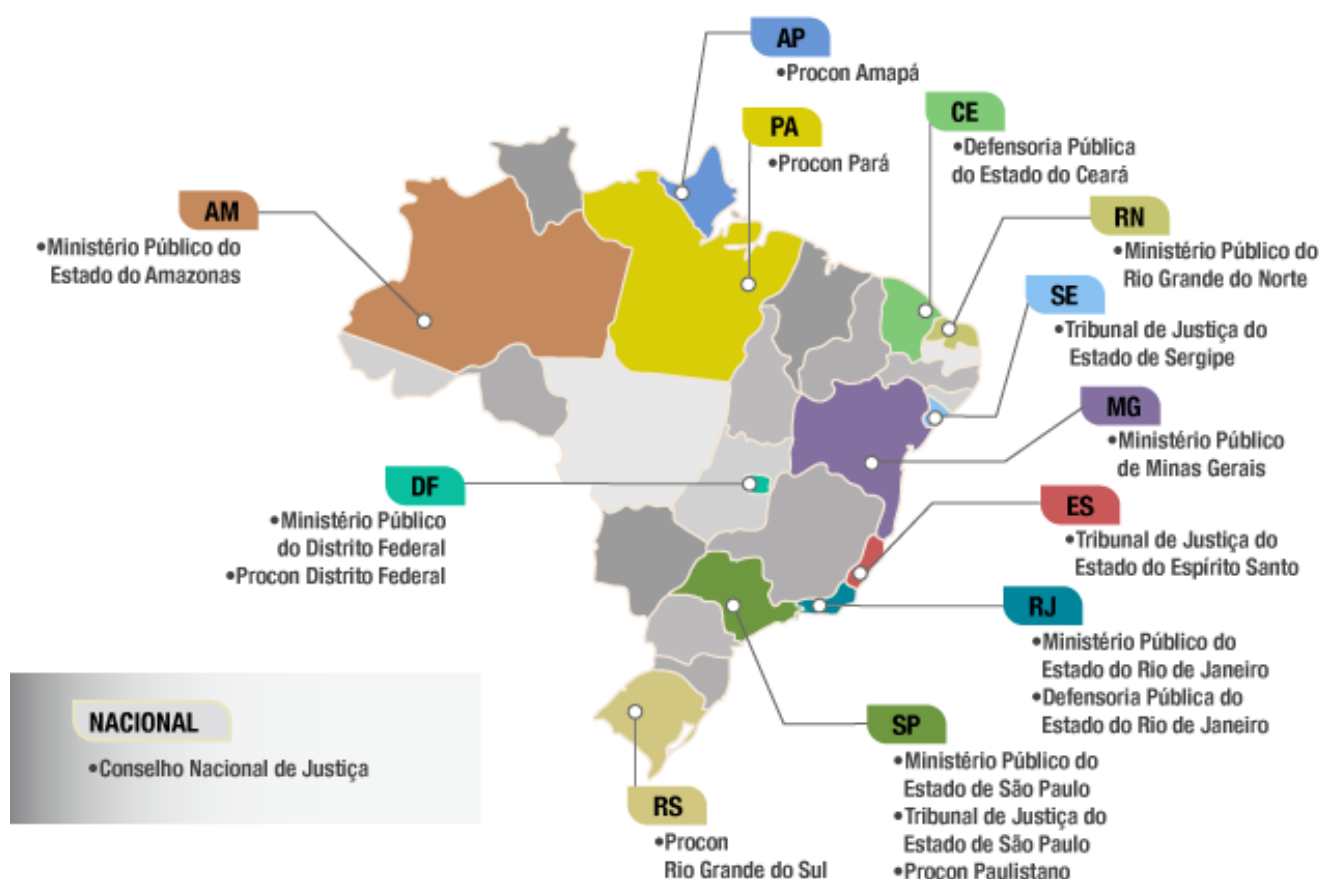 AP
•Procon Amapá
PA
•Procon Pará
CE
•Defensoria Pública
do Estado do Ceará
AM
•Ministério Público do
Estado do Amazonas
RN
•Ministério Público do
Rio Grande do Norte
SE
•Tribunal de Justiça do
Estado de Sergipe
MG
•Ministério Público
de Minas Gerais
DF
•Ministério Público
do Distrito Federal
•Procon Distrito Federal
ES
•Tribunal de Justiça do
Estado do Espírito Santo
RJ
•Ministério Público do
Estado do Rio de Janeiro
•Defensoria Pública do
Estado do Rio de Janeiro
NACIONAL
•Conselho Nacional de Justiça
SP
•Ministério Público do
Estado de São Paulo
•Tribunal de Justiça do
Estado de São Paulo
•Procon Paulistano
RS
•Procon
Rio Grande do Sul